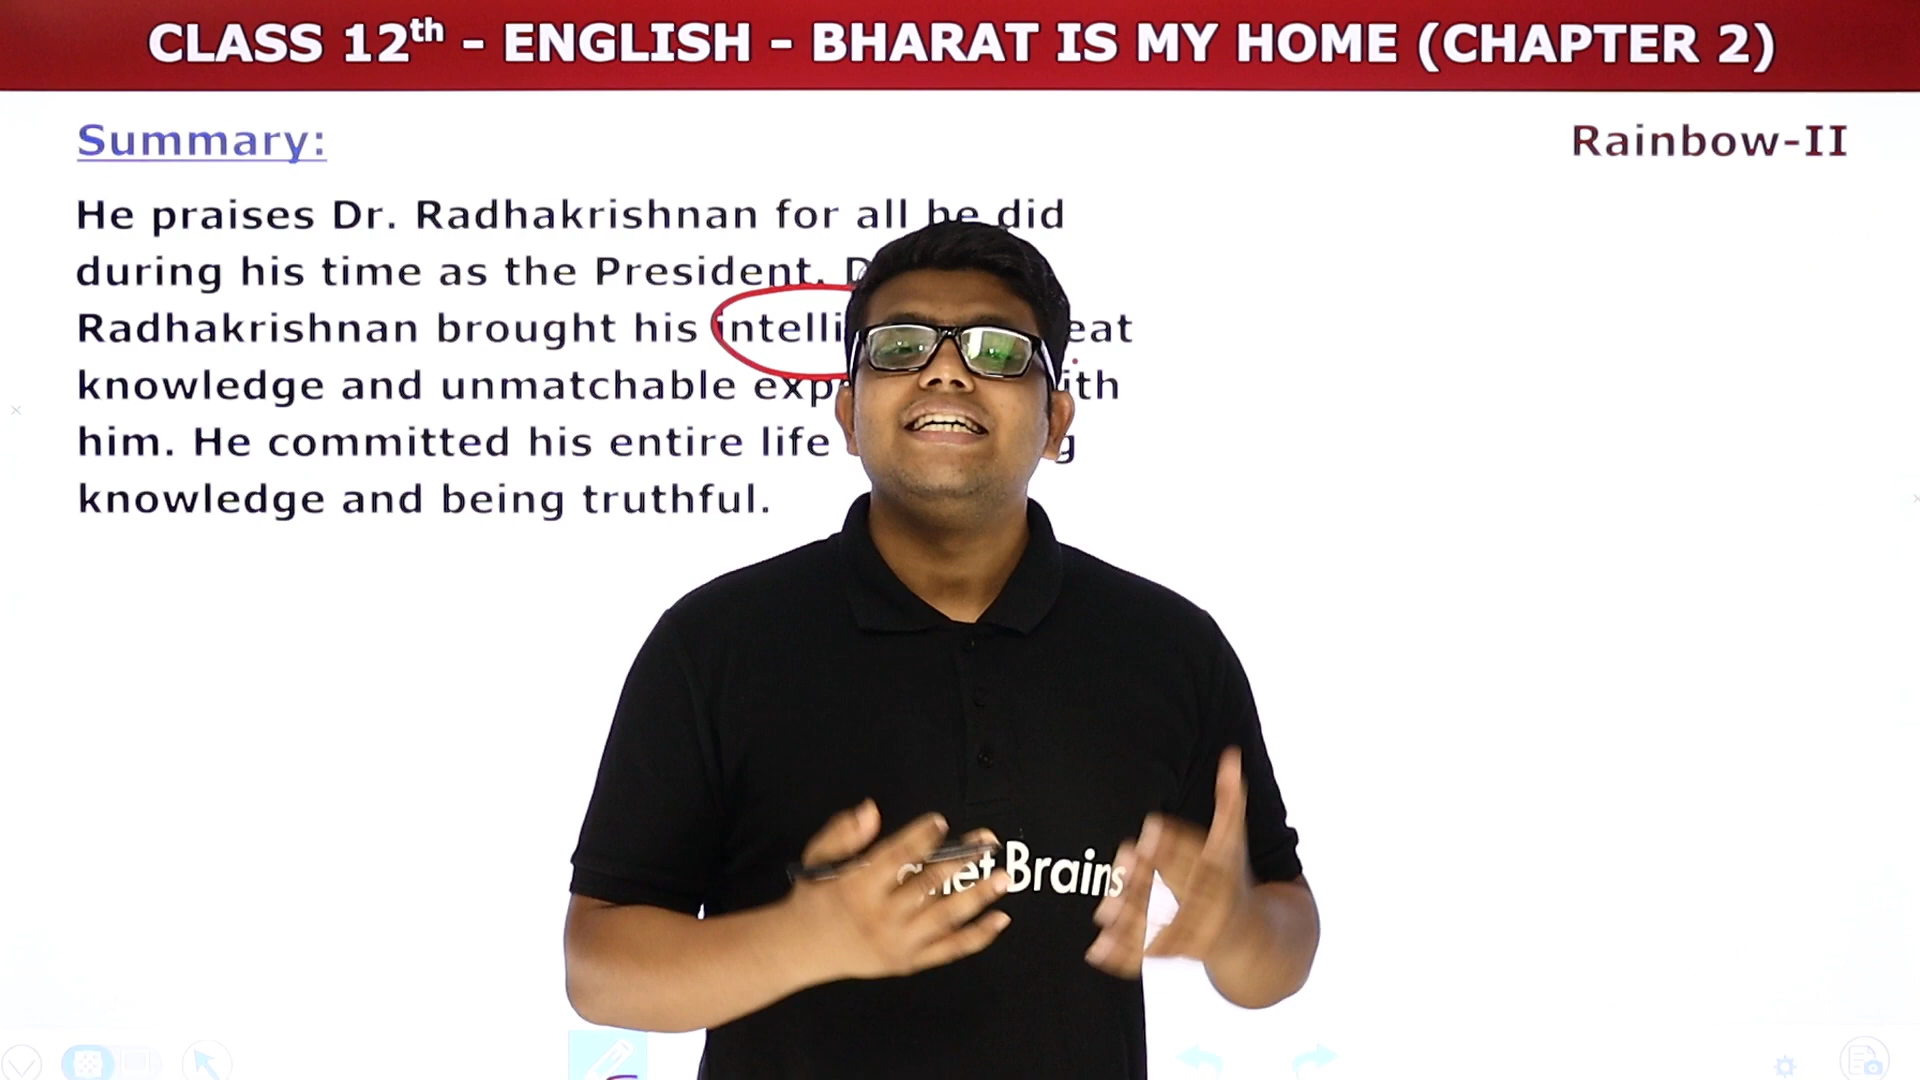 CLASS 12th - ENGLISH - BHARAT IS MY HOME (CHAPTER 2)
Summary:
Rainbow-II
He praises Dr. Radhakrishnan for all he did
during his time as the President.
Radhakrishnan brought his
knowledge and unmatchable
him. He committed his entire life
knowledge and being truthful.
Brains